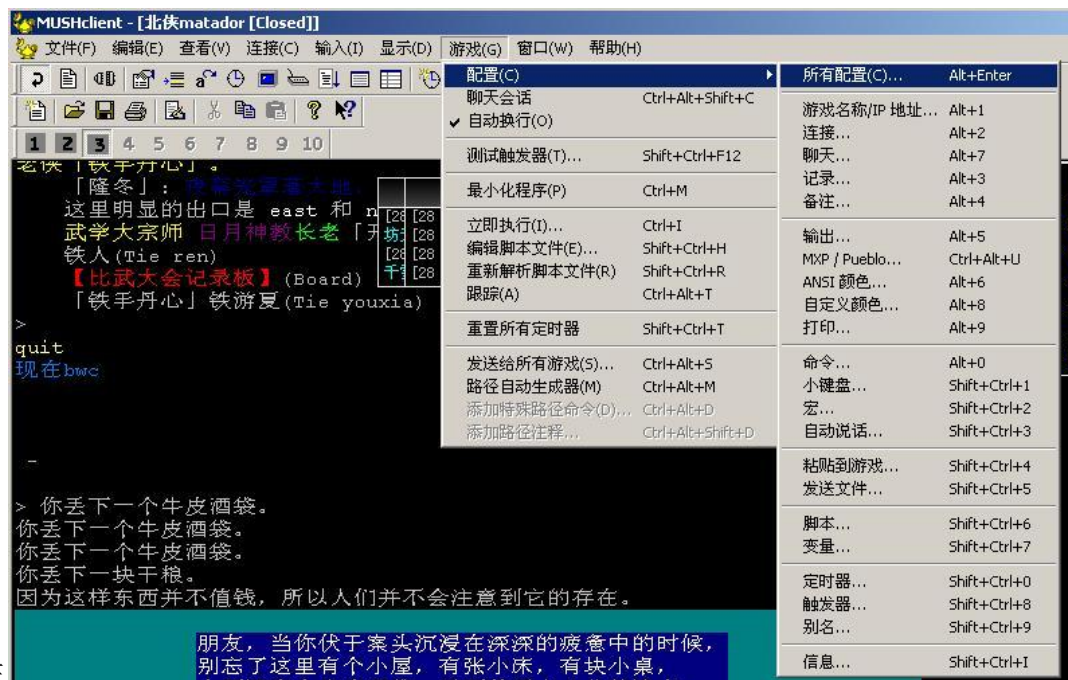 MUSHclient - [北侠matador [Closed]]
文件(F) 编辑(E) 查看(V) 连接(C) 输入(I) 显示(D) 游戏(G) 窗口(W) 帮助(H)
1 2 3 4 5 6 7 8 9 10
配置(C)
聊天会话 Ctrl+Alt+Shift+C
自动换行(O)
测试触发器(T)... Shift+Ctrl+F12
最小化程序(P) Ctrl+M
立即执行(I)... Ctrl+I
编辑脚本文件(E)... Shift+Ctrl+H
重新解析脚本文件(R) Shift+Ctrl+R
跟踪(A) Ctrl+Alt+T
重置所有定时器 Shift+Ctrl+T
发送给所有游戏(S)... Ctrl+Alt+S
路径自动生成器(M) Ctrl+Alt+M
添加特殊路径命令(D)... Ctrl+Alt+D
添加路径注释... Ctrl+Alt+Shift+D
所有配置(C)... Alt+Enter
游戏名称/IP 地址... Alt+1
连接... Alt+2
聊天... Alt+7
记录... Alt+3
备注... Alt+4
输出... Alt+5
MXP / Pueblo... Ctrl+Alt+U
ANSI 颜色... Alt+6
自定义颜色... Alt+8
打印... Alt+9
命令... Alt+0
小键盘... Shift+Ctrl+1
宏... Shift+Ctrl+2
自动说话... Shift+Ctrl+3
粘贴到游戏... Shift+Ctrl+4
发送文件... Shift+Ctrl+5
脚本... Shift+Ctrl+6
变量... Shift+Ctrl+7
定时器... Shift+Ctrl+0
触发器... Shift+Ctrl+8
别名... Shift+Ctrl+9
信息... Shift+Ctrl+I
老侠「铁手丹心」。
「隆冬」:
这里明显的出口是 east 和 n
武学大宗师 日月神教长老「
铁人(Tie ren)
【比武大会记录板】(Board)
「铁手丹心」铁游夏(Tie youxia)
[28 [28
[28
[28 [28
[28
>
quit
现在bwc
-
> 你丢下一个牛皮酒袋。
你丢下一个牛皮酒袋。
你丢下一个牛皮酒袋。
你丢下一块干粮。
因为这样东西并不值钱，所以人们并不会注意到它的存在。
朋友，当你伏于案头沉浸在深深的疲惫中的时候，
别忘了这里有个小屋，有张小床，有块小桌，